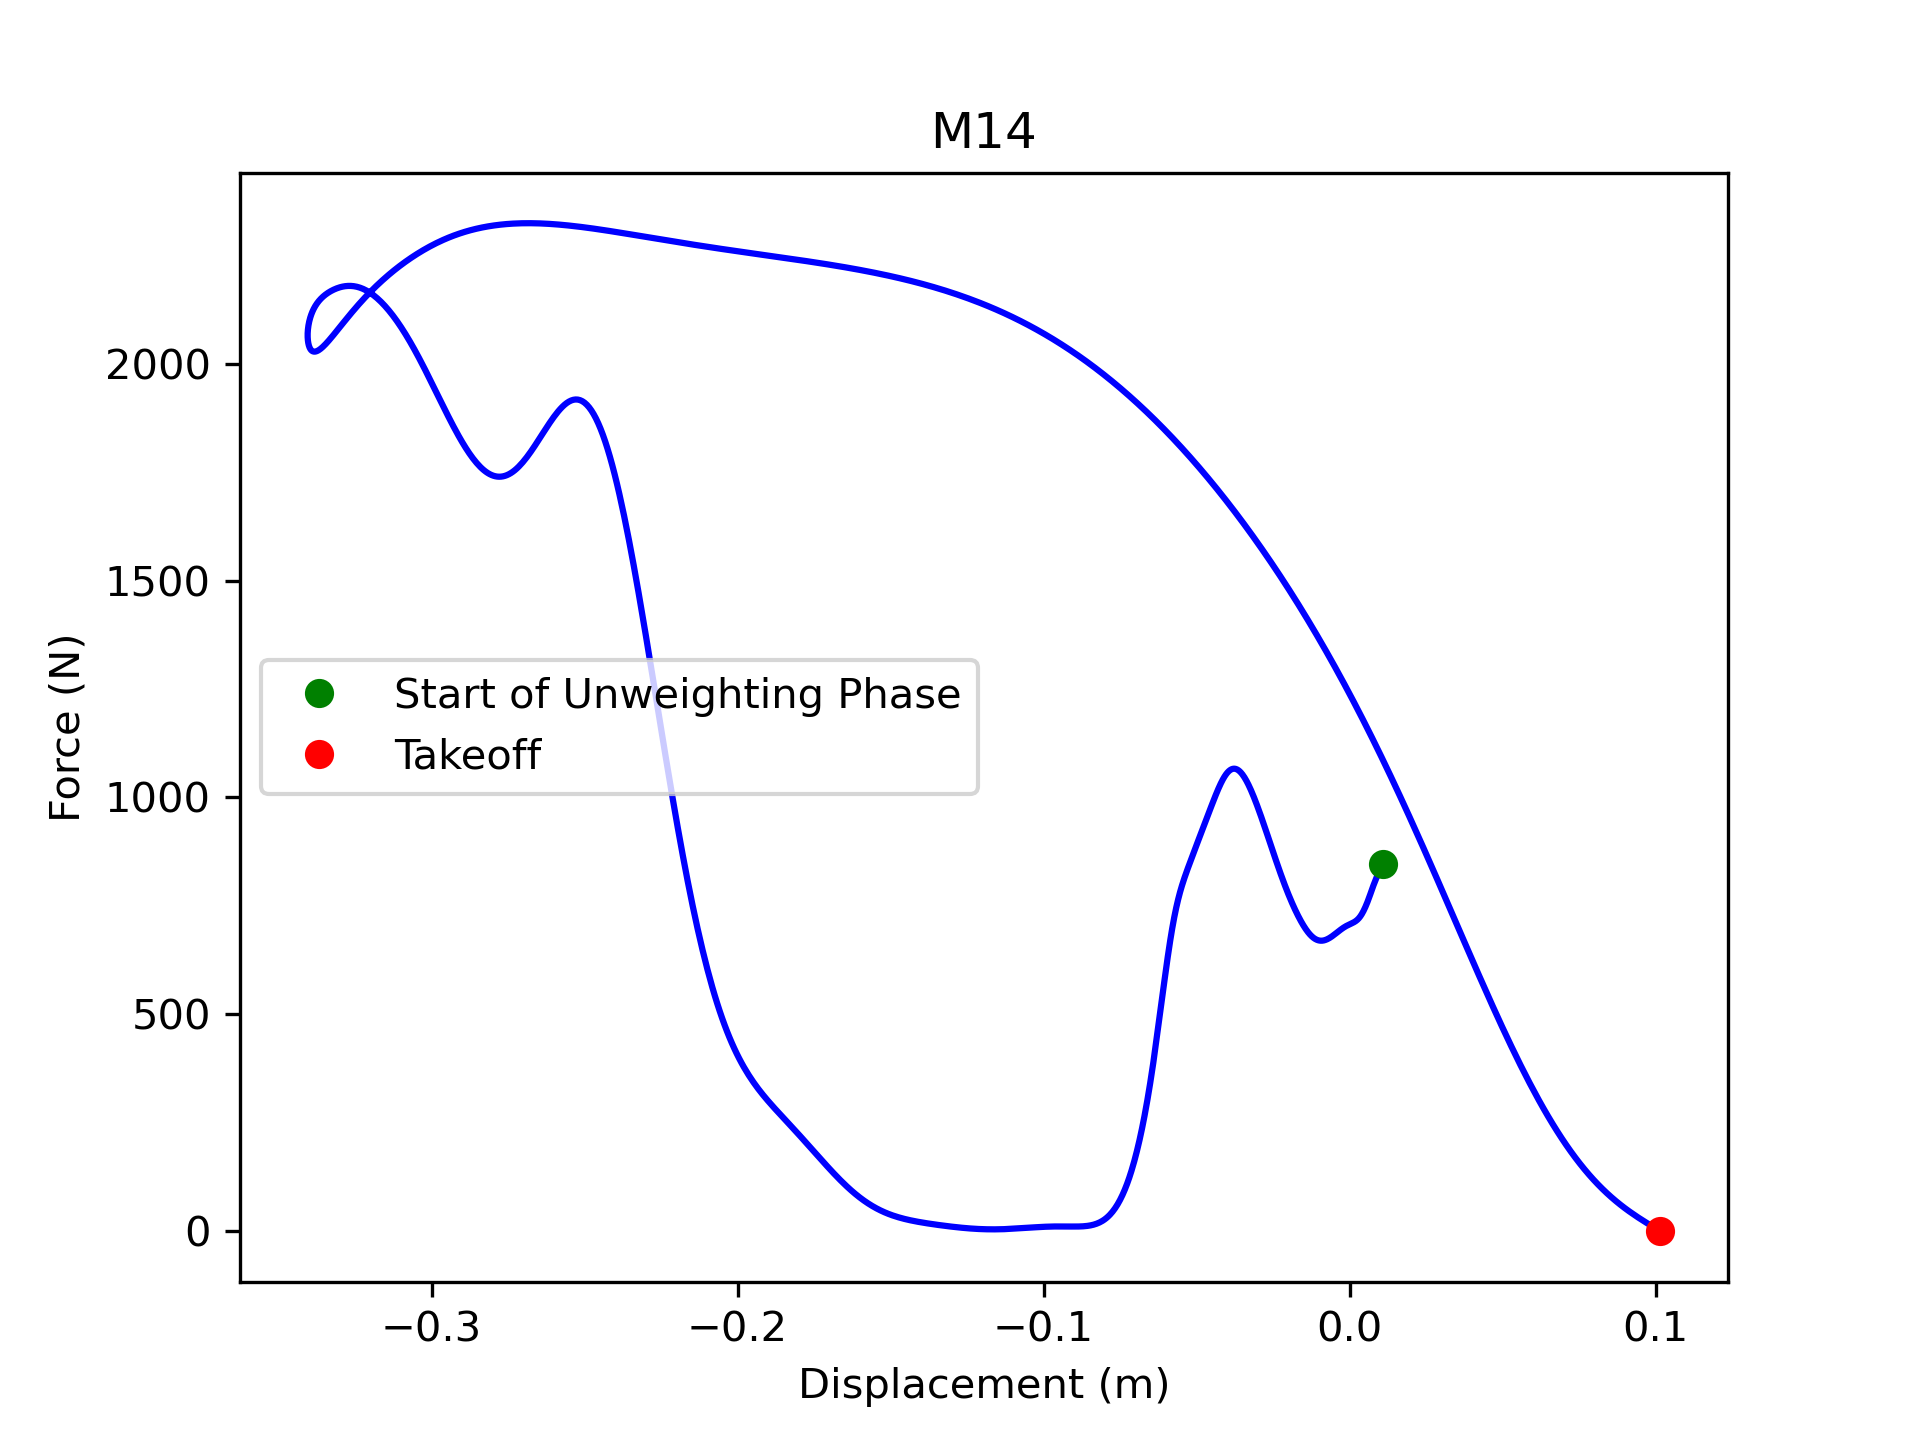 M14
2000
1500
1000
500
0
Force (N)
Start of Unweighting Phase
Takeoff
−0.3
−0.2
−0.1
0.0
0.1
Displacement (m)